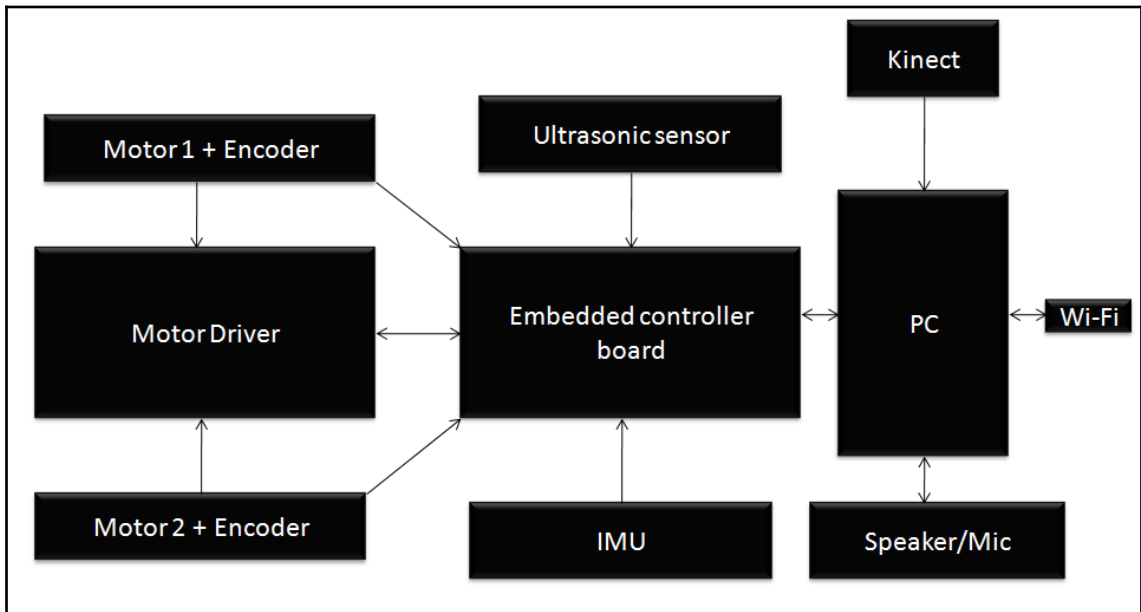 Kinect
Ultrasonic sensor
Motor 1 + Encoder
Motor Driver
Embedded controller
board
PC
Wi-Fi
Motor 2 + Encoder
IMU
Speaker/Mic